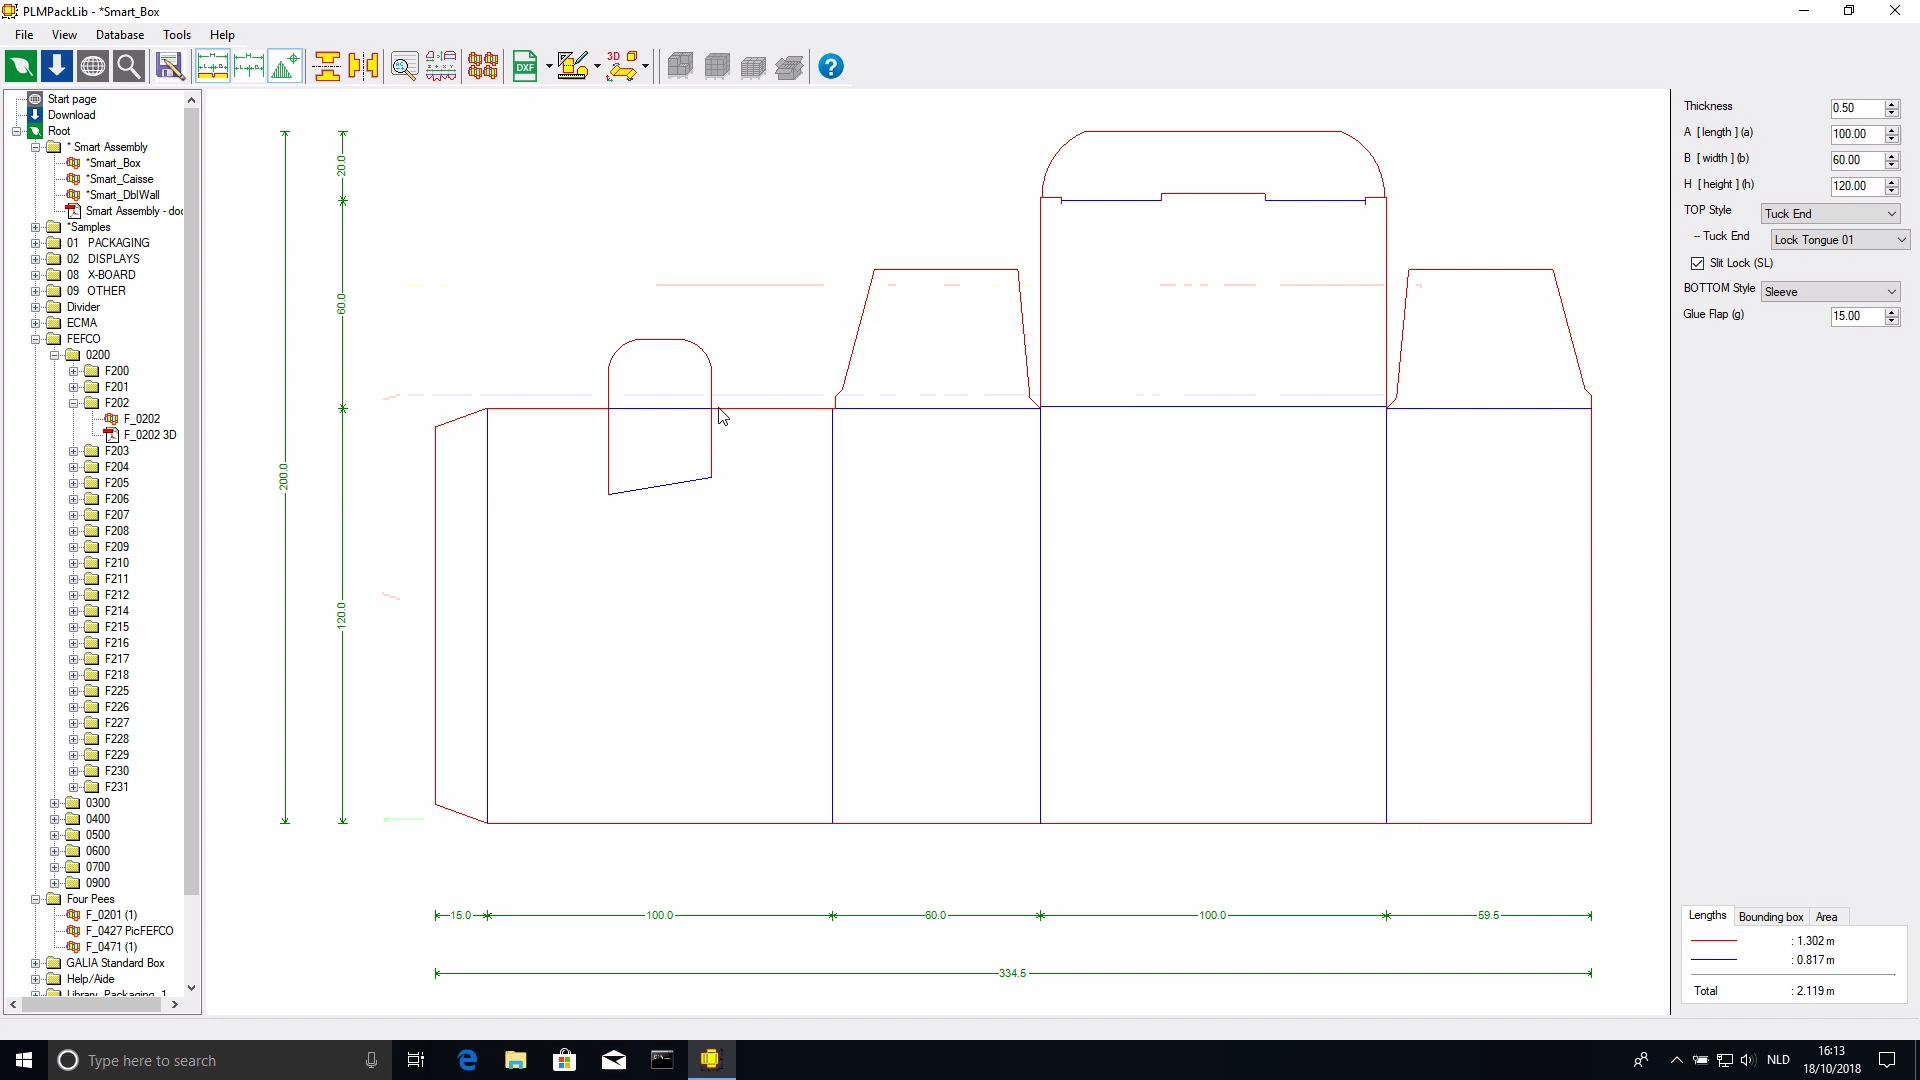 PLMPackLib - *Smart_Box
File View Database Tools Help
DXF 3D ?
Start page
Download
Root
* Smart Assembly
*Smart_Box
*Smart_Caisse
*Smart_DblWall
Smart Assembly - doc
*Samples
01 PACKAGING
02 DISPLAYS
08 X-BOARD
09 OTHER
Divider
ECMA
FEFCO
0200
F200
F201
F202
F_0202
F_0202 3D
F203
F204
F205
F206
F207
F208
F209
F210
F211
F212
F214
F215
F216
F217
F218
F225
F226
F227
F228
F229
F230
F231
0300
0400
0500
0600
0700
0900
Four Pees
F_0201 (1)
F_0427 PicFEFCO
F_0471 (1)
GALIA Standard Box
Help/Aide
Library_Packaging_1
20.0
60.0
200.0
120.0
15.0 100.0 60.0 100.0 59.5
334.5
Thickness 0.50
A [ length ] (a) 100.00
B [ width ] (b) 60.00
H [ height ] (h) 120.00
TOP Style Tuck End
-- Tuck End Lock Tongue 01
Slit Lock (SL)
BOTTOM Style Sleeve
Glue Flap (g) 15.00
Lengths Bounding box Area
: 1.302 m
: 0.817 m
Total : 2.119 m
Type here to search
NLD
16:13
18/10/2018